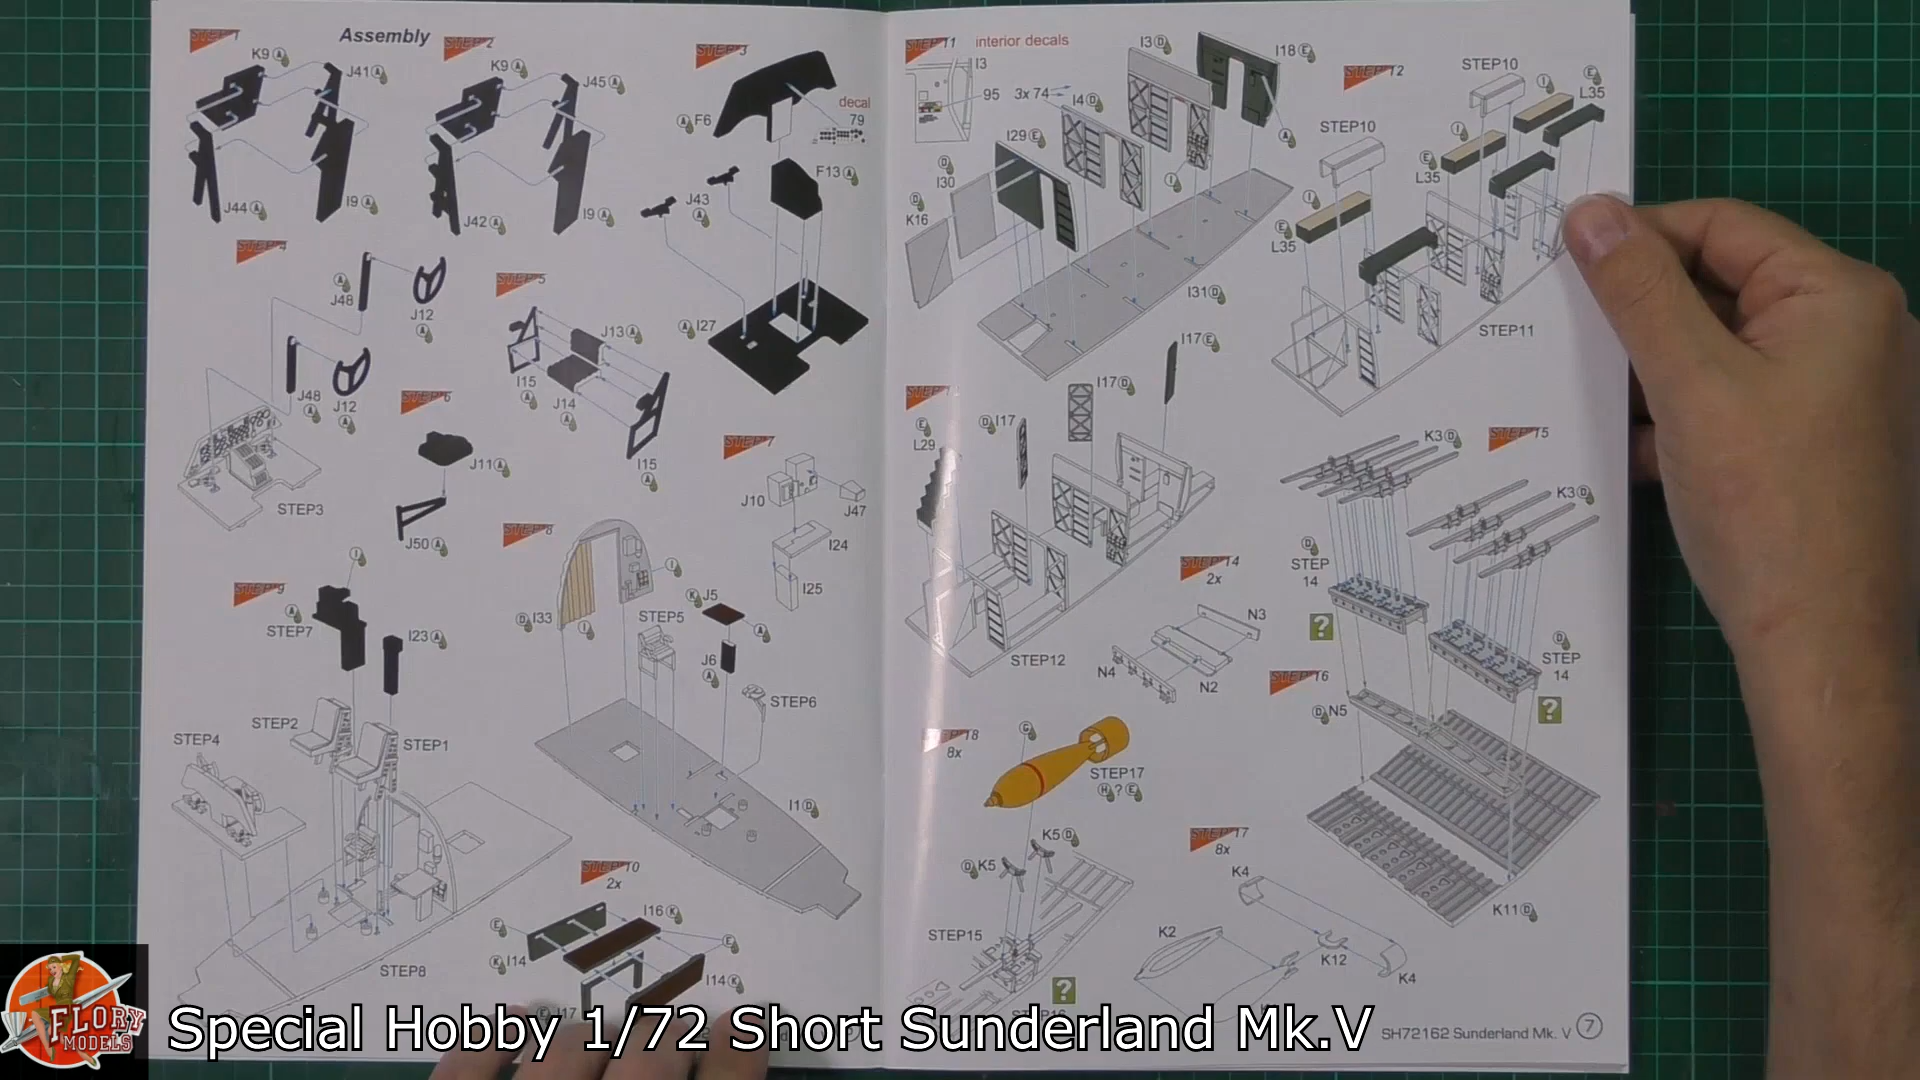 Assembly
STEP 1
K9 A
J41 A
J44 A
I9 A
STEP 2
K9 A
J45 A
J42 A
I9 A
STEP 3
A F6
decal
79
F13 A
J43
A
A I27
STEP 4
A
J48
J12
A
J48
A
J12
A
STEP3
STEP 5
J13 A
I15
A
J14
A
I15
A
STEP 6
J11 A
J50 A
STEP 7
J10
J47
I24
I25
STEP 8
D I33
I
I
STEP5
K J5
A
J6
A
STEP6
I1 D
STEP 9
I
A
STEP7
I23 A
STEP2
STEP1
STEP4
STEP8
STEP 10
2x
E
I16 K
E
K I14
I14 K
E I17
STEP 11
interior decals
I3
95
3x 74
I3 D
I18 E
I4 D
A
I29 E
I
D
I30
D
K16
I31 D
STEP 12
STEP10
I
E
L35
STEP10
I
E
L35
I
E
L35
STEP11
I17 E
I17 D
D I17
E
L29
STEP12
STEP 14
2x
N3
N4
N2
STEP 15
K3 D
K3 D
D
STEP
14
?
D
STEP
14
?
STEP 16
D N5
K11 D
STEP 17
8x
K4
K2
K12
K4
STEP 18
8x
G
STEP17
H ? E
K5 D
D K5
STEP15
?
STEP16
SH72162 Sunderland Mk. V 7
FLORY
MODELS
Special Hobby 1/72 Short Sunderland Mk.V